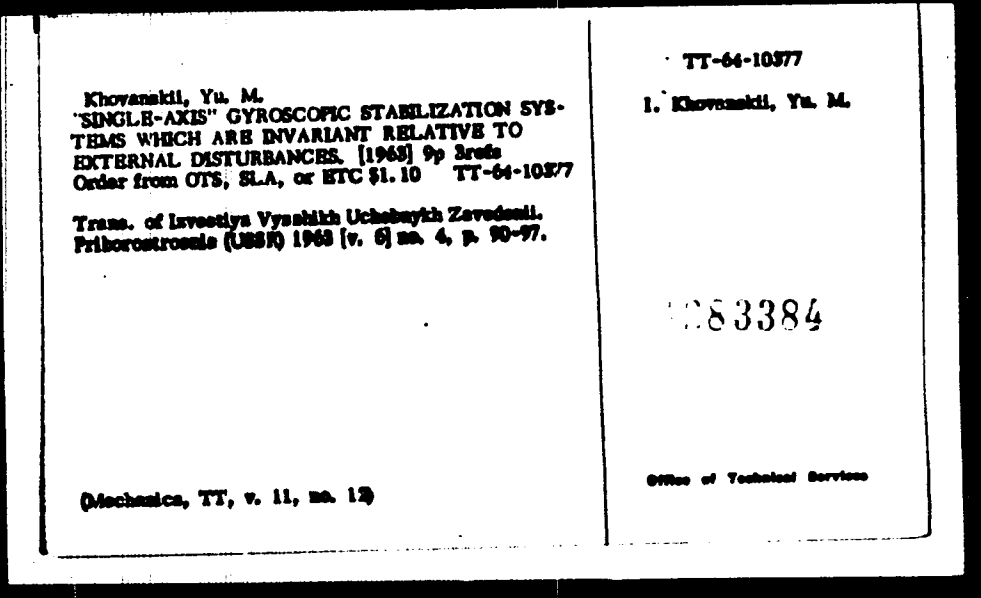 Khovanskii, Yu. M.
"SINGLE-AXIS" GYROSCOPIC STABILIZATION SYS-
TEMS WHICH ARE INVARIANT RELATIVE TO
EXTERNAL DISTURBANCES. [1963] 9p 3refs
Order from OTS, SLA, or ETC $1.10 TT-64-10377
Trans. of Izvestiya Vysshikh Uchebnykh Zavedenii.
Priborostroenie (USSR) 1963 [v. 6] no. 4, p. 90-97.
(Mechanics, TT, v. 11, no. 12)
TT-64-10377
1. Khovanskii, Yu. M.
83384
Office of Technical Services